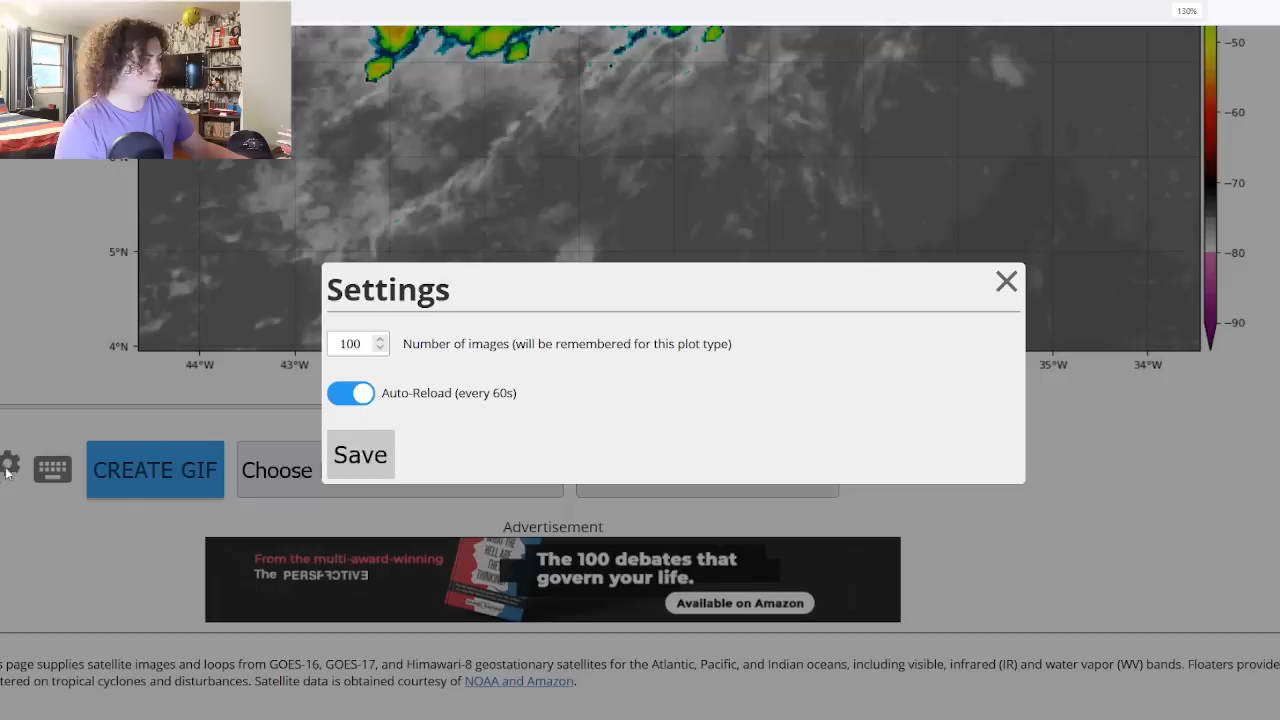 130%
-50
-60
-70
-80
-90
5°N
4°N
44°W
43°W
35°W
34°W
Settings
100
Number of images (will be remembered for this plot type)
Auto-Reload (every 60s)
Save
CREATE GIF
Choose
Advertisement
From the multi-award-winning
The PERSPECTIVE
The 100 debates that
govern your life.
Available on Amazon
s page supplies satellite images and loops from GOES-16, GOES-17, and Himawari-8 geostationary satellites for the Atlantic, Pacific, and Indian oceans, including visible, infrared (IR) and water vapor (WV) bands. Floaters provide
tered on tropical cyclones and disturbances. Satellite data is obtained courtesy of NOAA and Amazon.